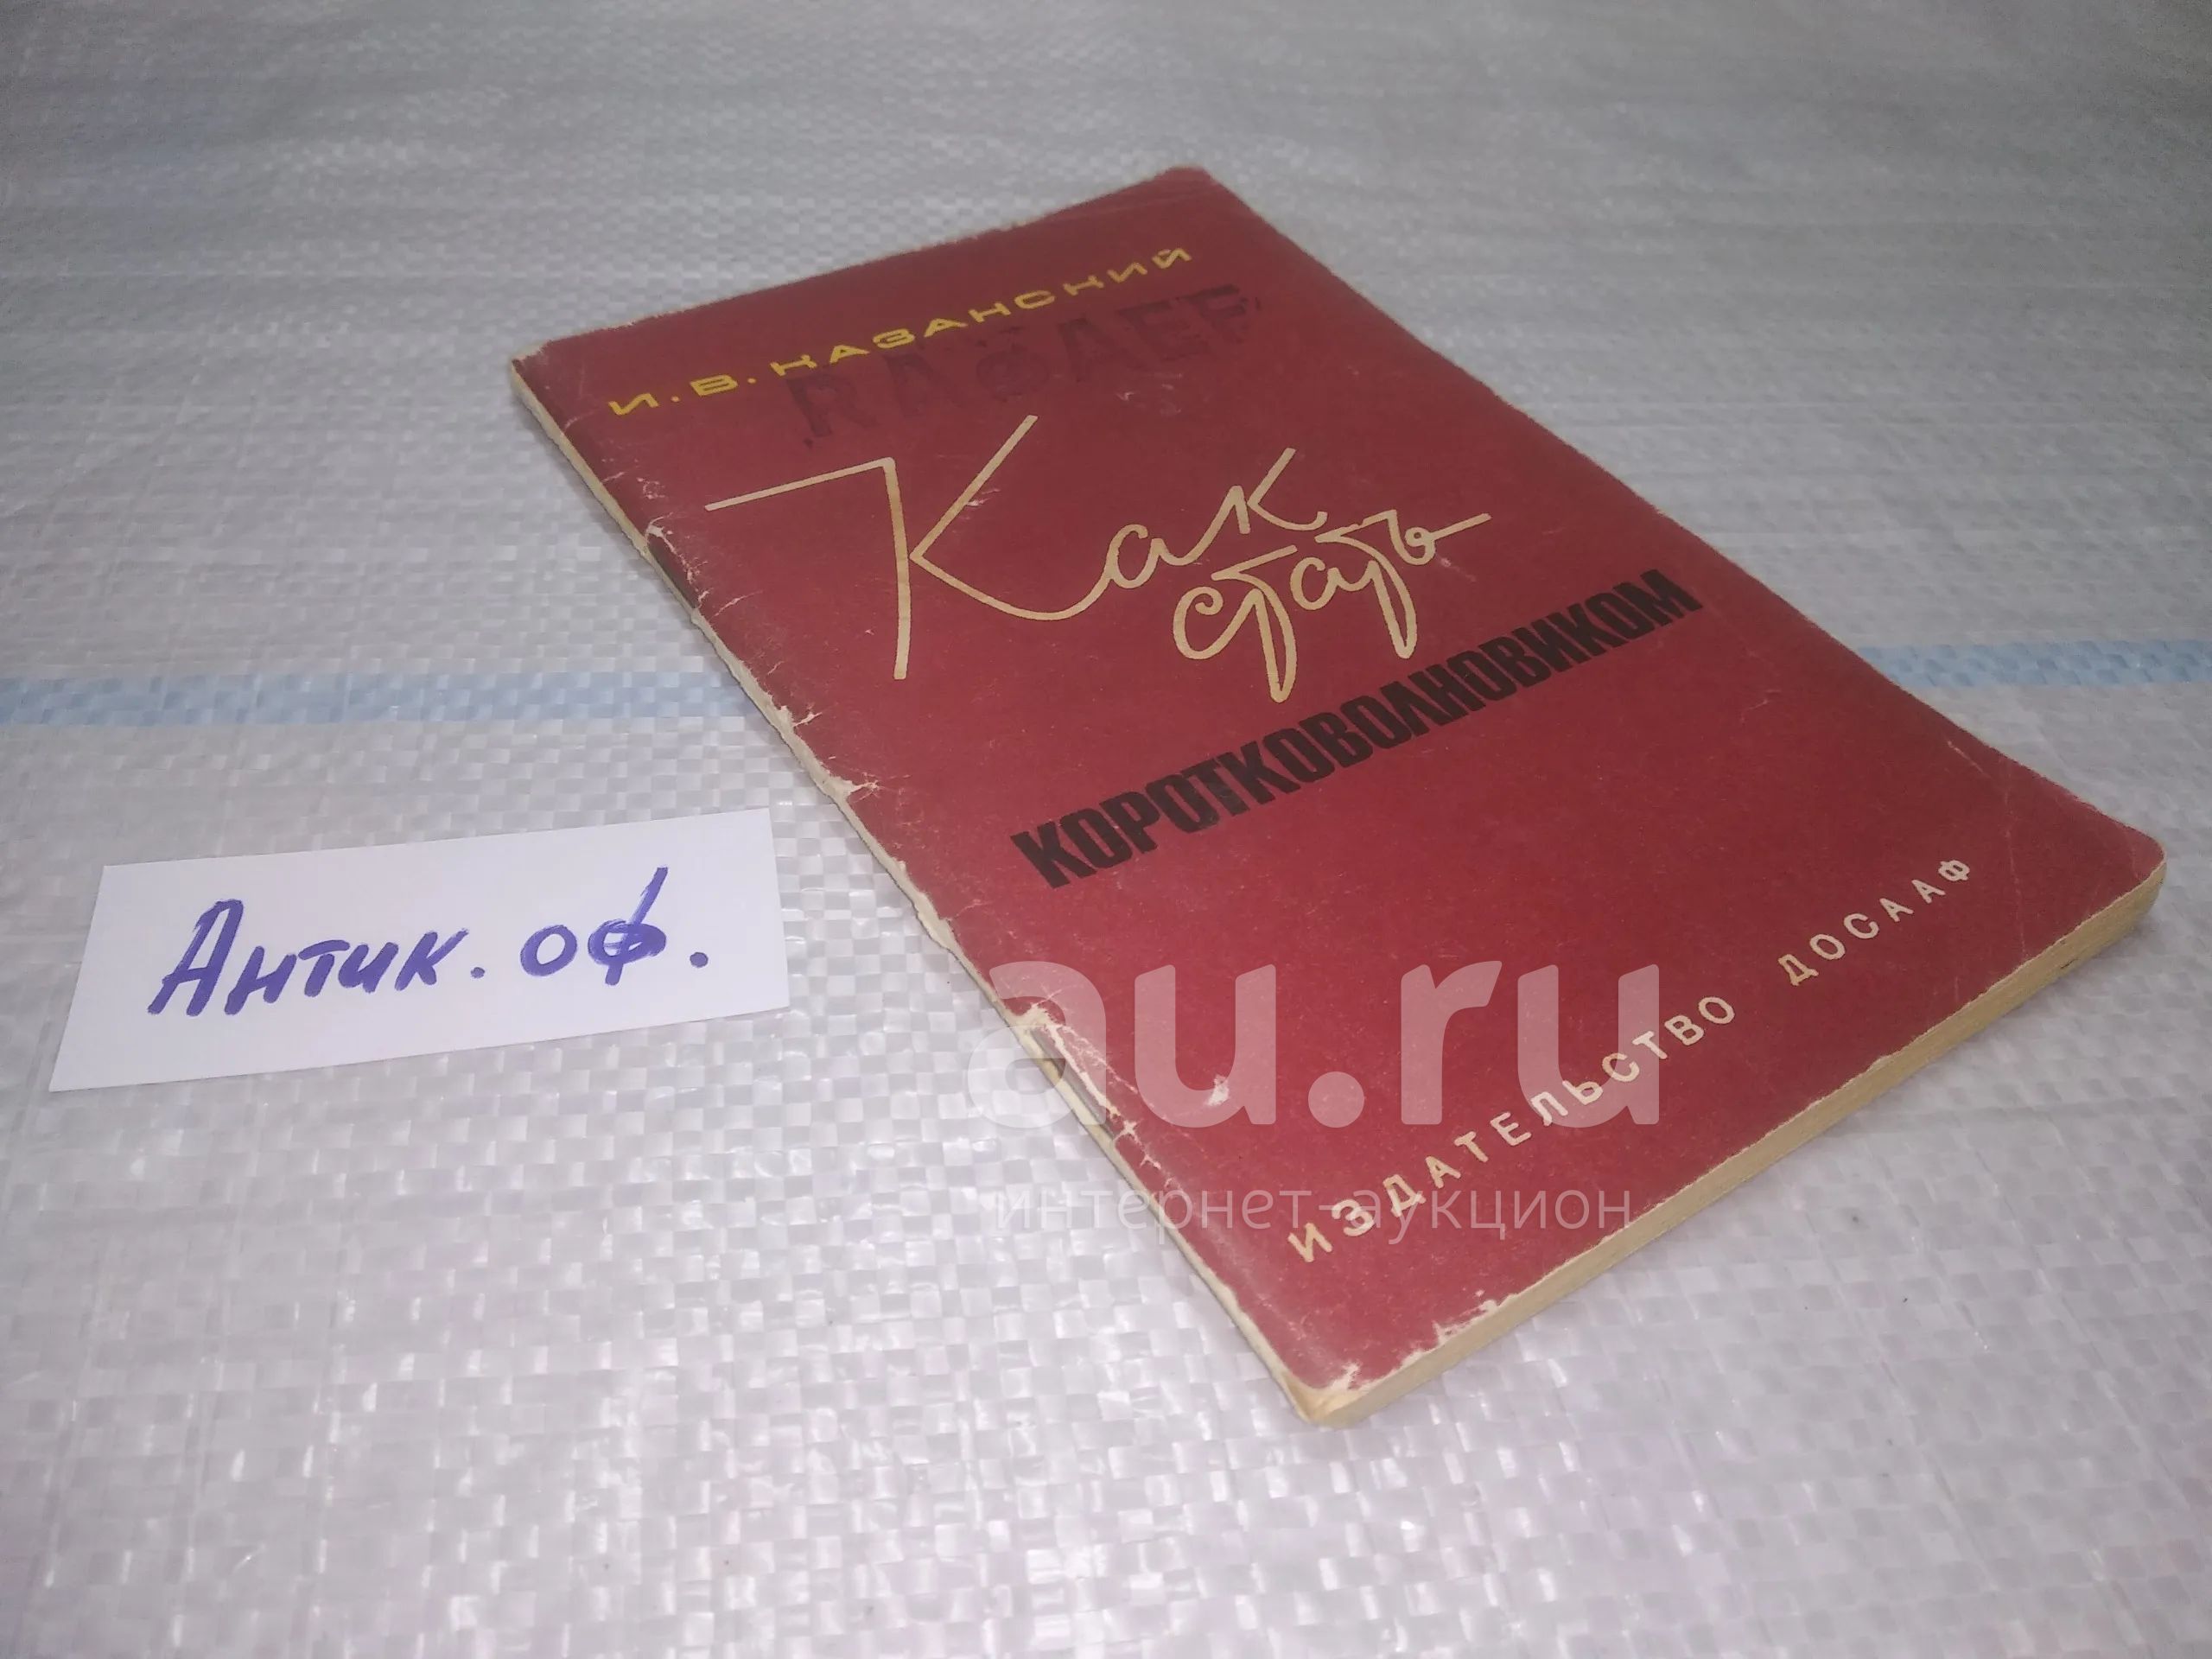 И. В. КАЗАНСКИЙ
Как
стать
КОРОТКОВОЛНОВИКОМ
ИЗДАТЕЛЬСТВО ДОСААФ
Антик. оф.
au.ru
интернет-аукцион